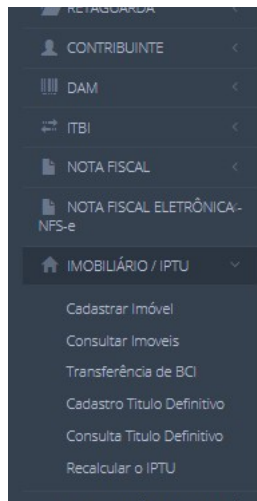 RETAGUARDA
CONTRIBUINTE
DAM
ITBI
NOTA FISCAL
NOTA FISCAL ELETRÔNICA -
NFS-e
IMOBILIÁRIO / IPTU
Cadastrar Imóvel
Consultar Imoveis
Transferência de BCI
Cadastro Titulo Definitivo
Consulta Titulo Definitivo
Recalcular o IPTU